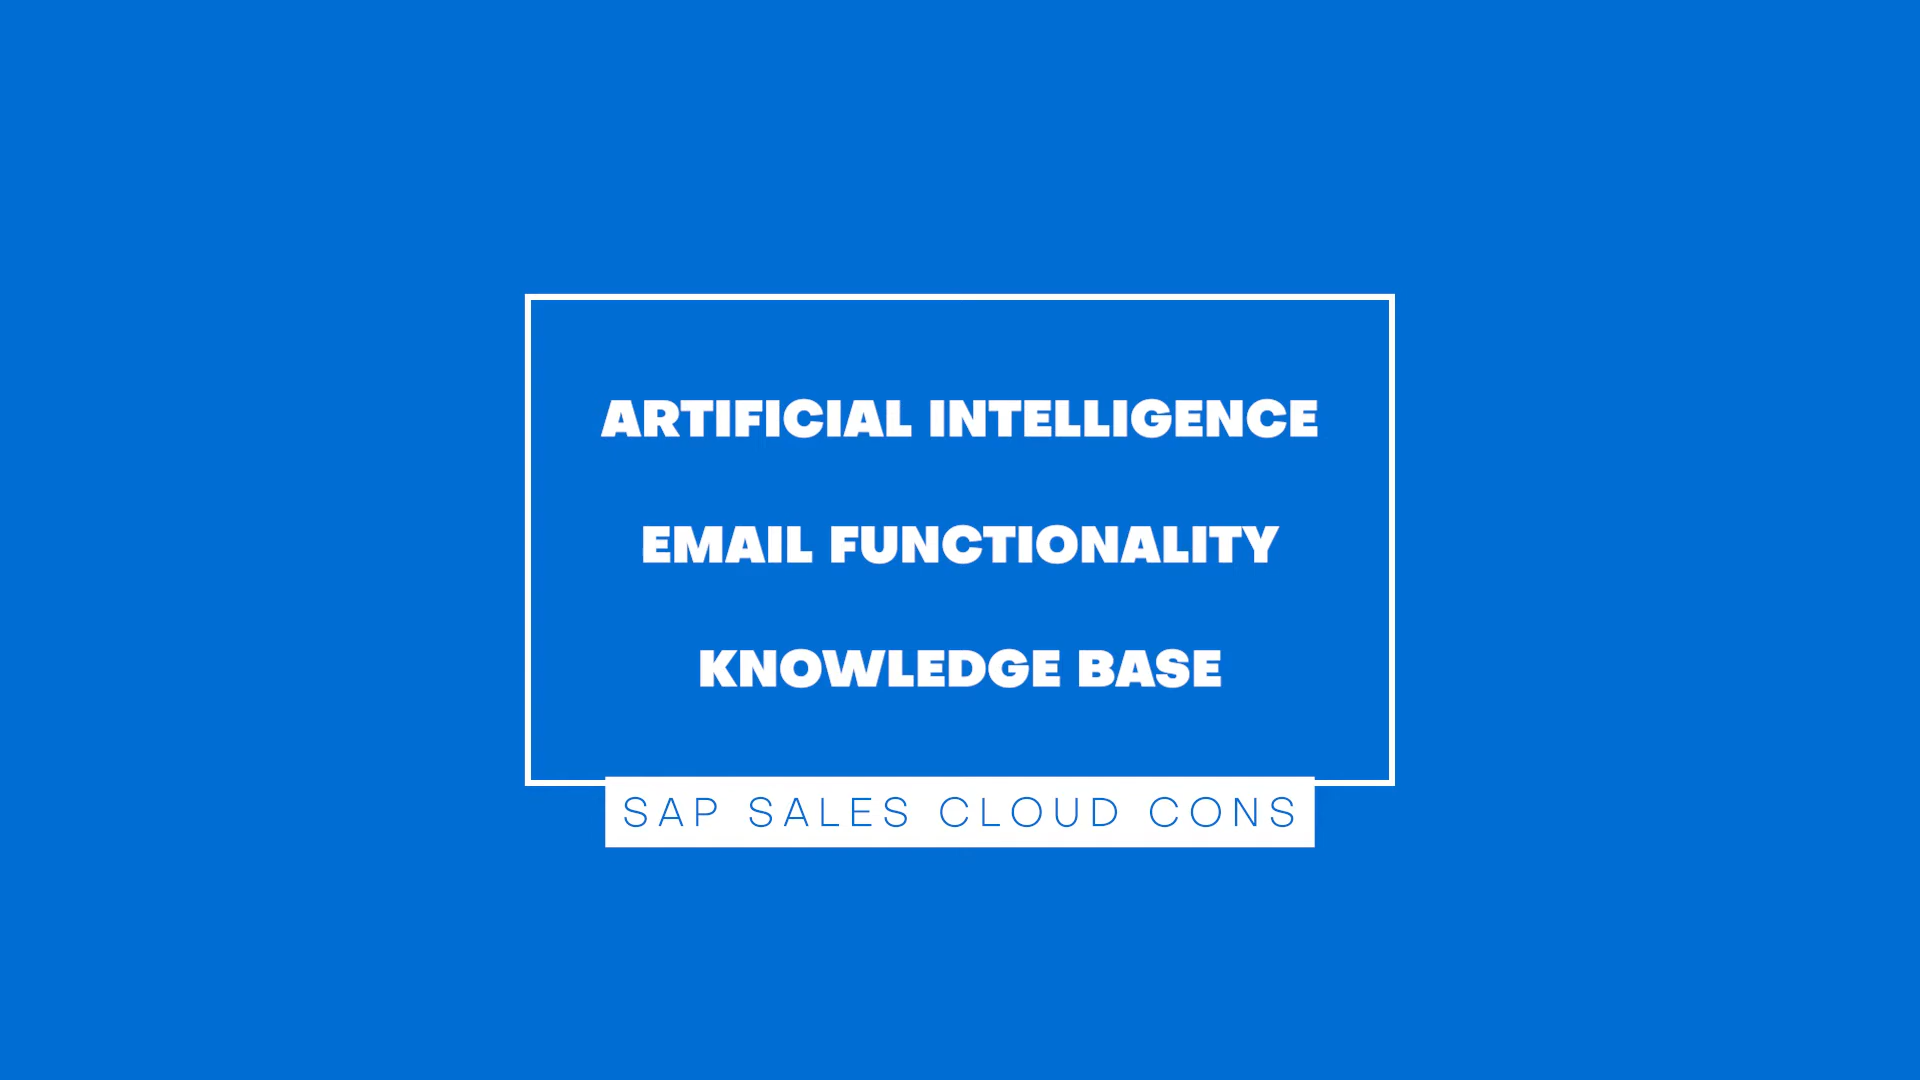 ARTIFICIAL INTELLIGENCE
EMAIL FUNCTIONALITY
KNOWLEDGE BASE
SAP SALES CLOUD CONS